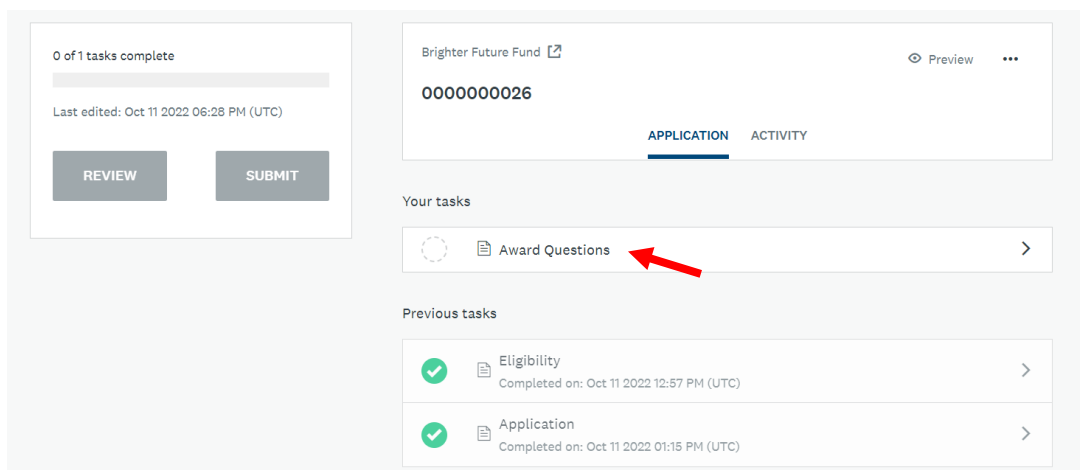 0 of 1 tasks complete
Last edited: Oct 11 2022 06:28 PM (UTC)
REVIEW
SUBMIT
Brighter Future Fund
Preview
0000000026
APPLICATION
ACTIVITY
Your tasks
Award Questions
Previous tasks
Eligibility
Completed on: Oct 11 2022 12:57 PM (UTC)
Application
Completed on: Oct 11 2022 01:15 PM (UTC)